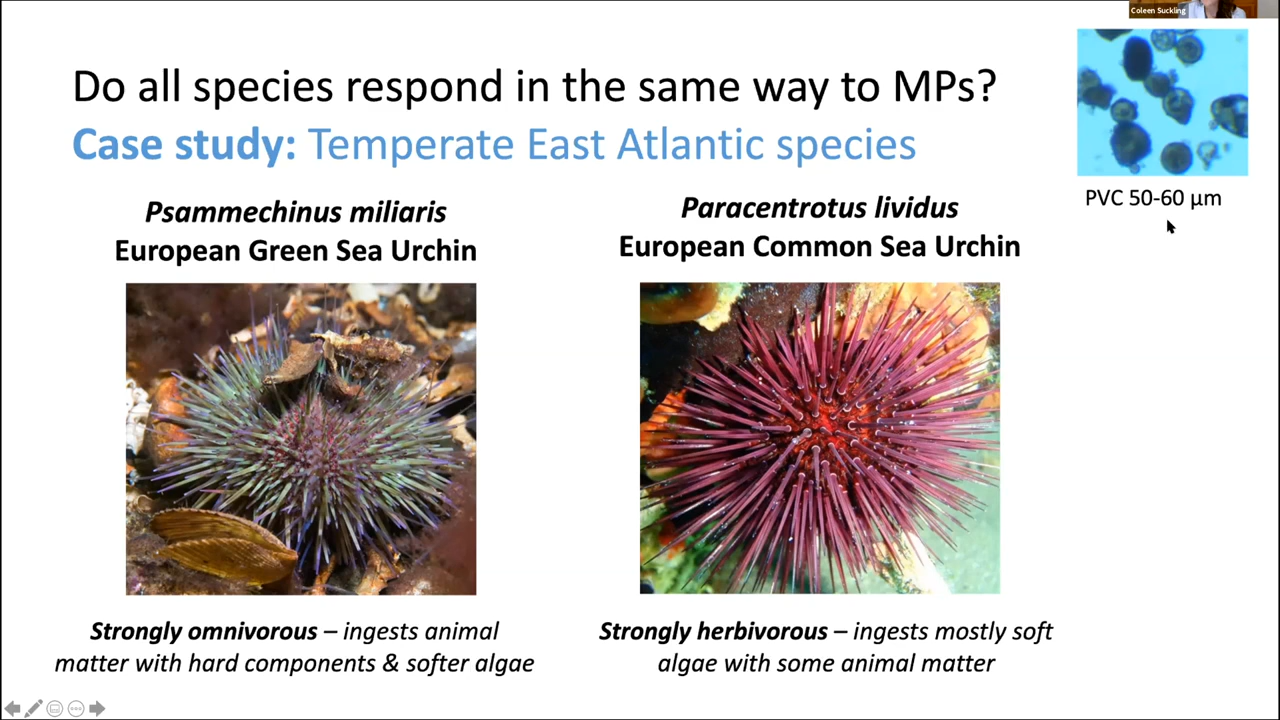 Coleen Suckling
Do all species respond in the same way to MPs?
Case study: Temperate East Atlantic species
PVC 50-60 µm
Psammechinus miliaris
European Green Sea Urchin
Paracentrotus lividus
European Common Sea Urchin
Strongly omnivorous – ingests animal
matter with hard components & softer algae
Strongly herbivorous – ingests mostly soft
algae with some animal matter